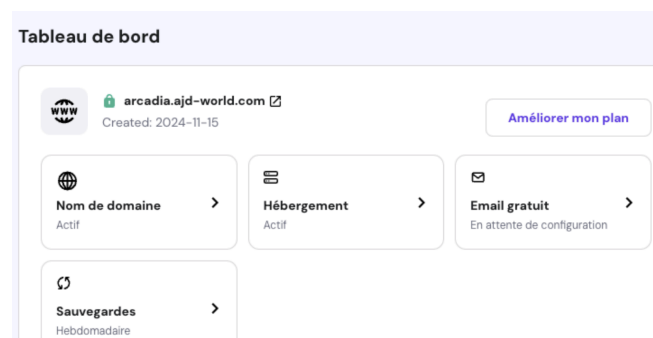 Tableau de bord
www
arcadia.ajd-world.com
Created: 2024-11-15
Améliorer mon plan
Nom de domaine
Actif
Hébergement
Actif
Email gratuit
En attente de configuration
Sauvegardes
Hebdomadaire